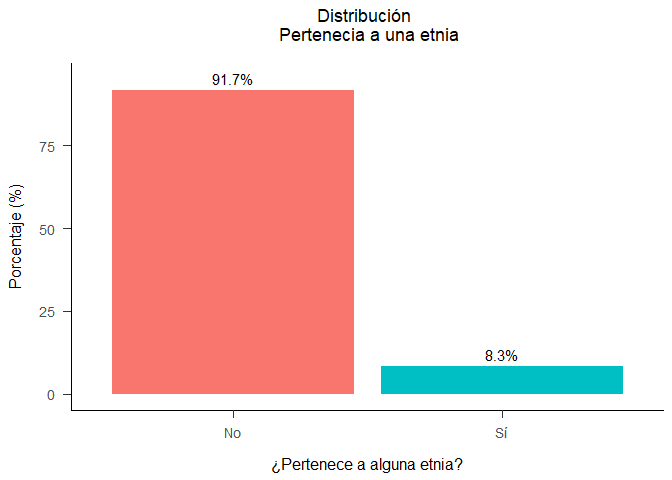 Distribución
Pertenecia a una etnia
91.7%
8.3%
Porcentaje (%)
75
50
25
0
No
Sí
¿Pertenece a alguna etnia?